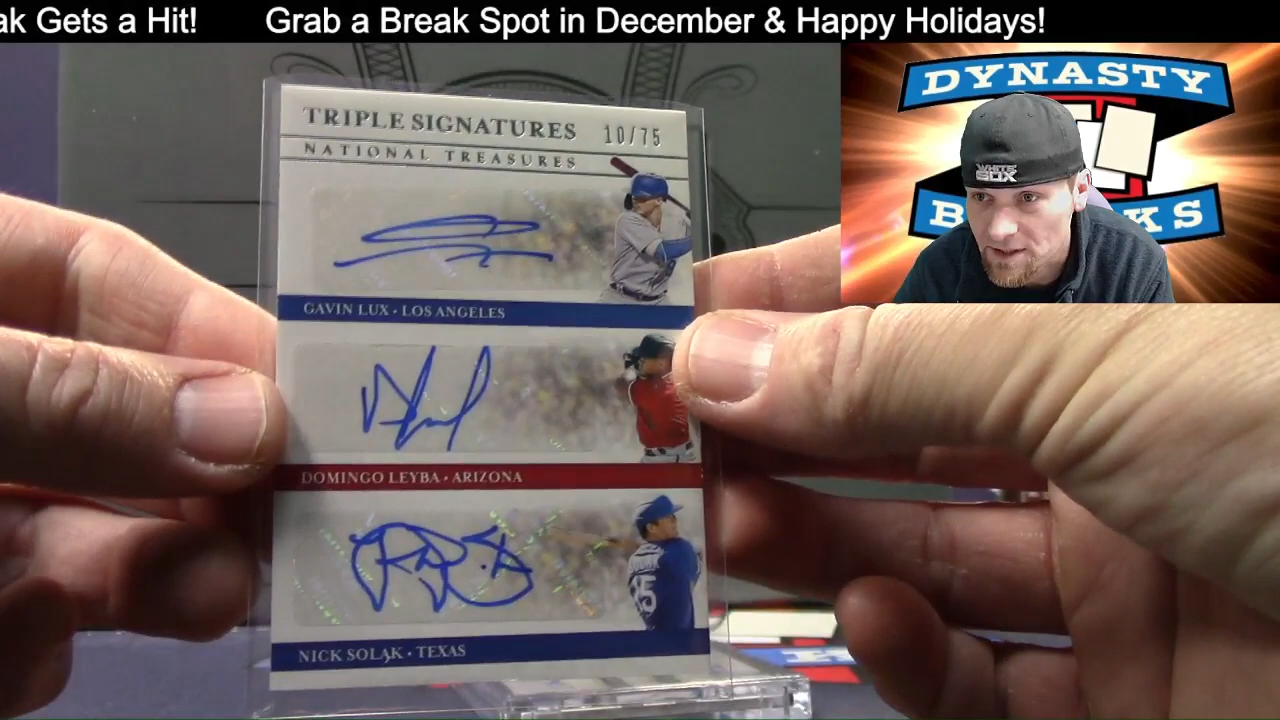 ak Gets a Hit! Grab a Break Spot in December & Happy Holidays!
DYNASTY
WHITE
SOX
TRIPLE SIGNATURES 10/75
NATIONAL TREASURES
GAVIN LUX • LOS ANGELES
DOMINGO LEYBA • ARIZONA
15
NICK SOLAK • TEXAS